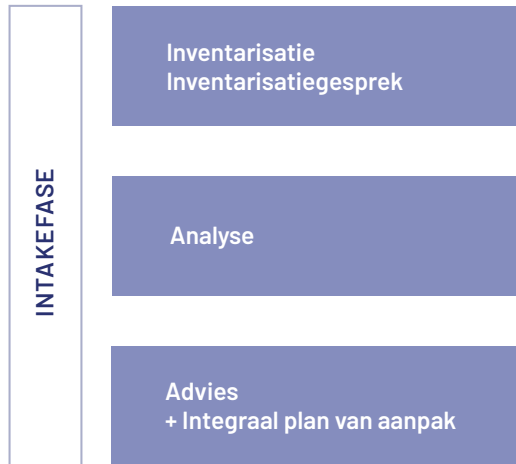 INTAKEFASE
Inventarisatie
Inventarisatiegesprek
Analyse
Advies
+ Integraal plan van aanpak